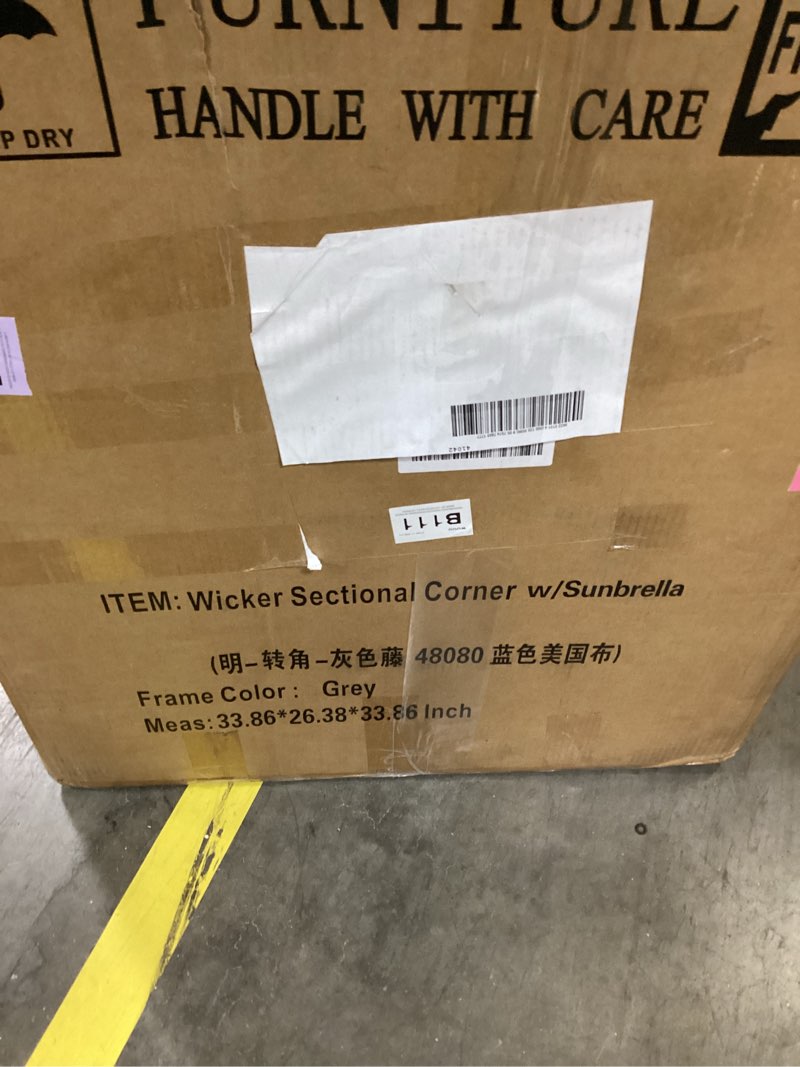 FURNITURE
HANDLE WITH CARE
P DRY
41042
B111
ITEM: Wicker Sectional Corner w/Sunbrella
(明-转角-灰色藤 48080 蓝色美国布)
Frame Color: Grey
Meas: 33.86*26.38*33.86 Inch